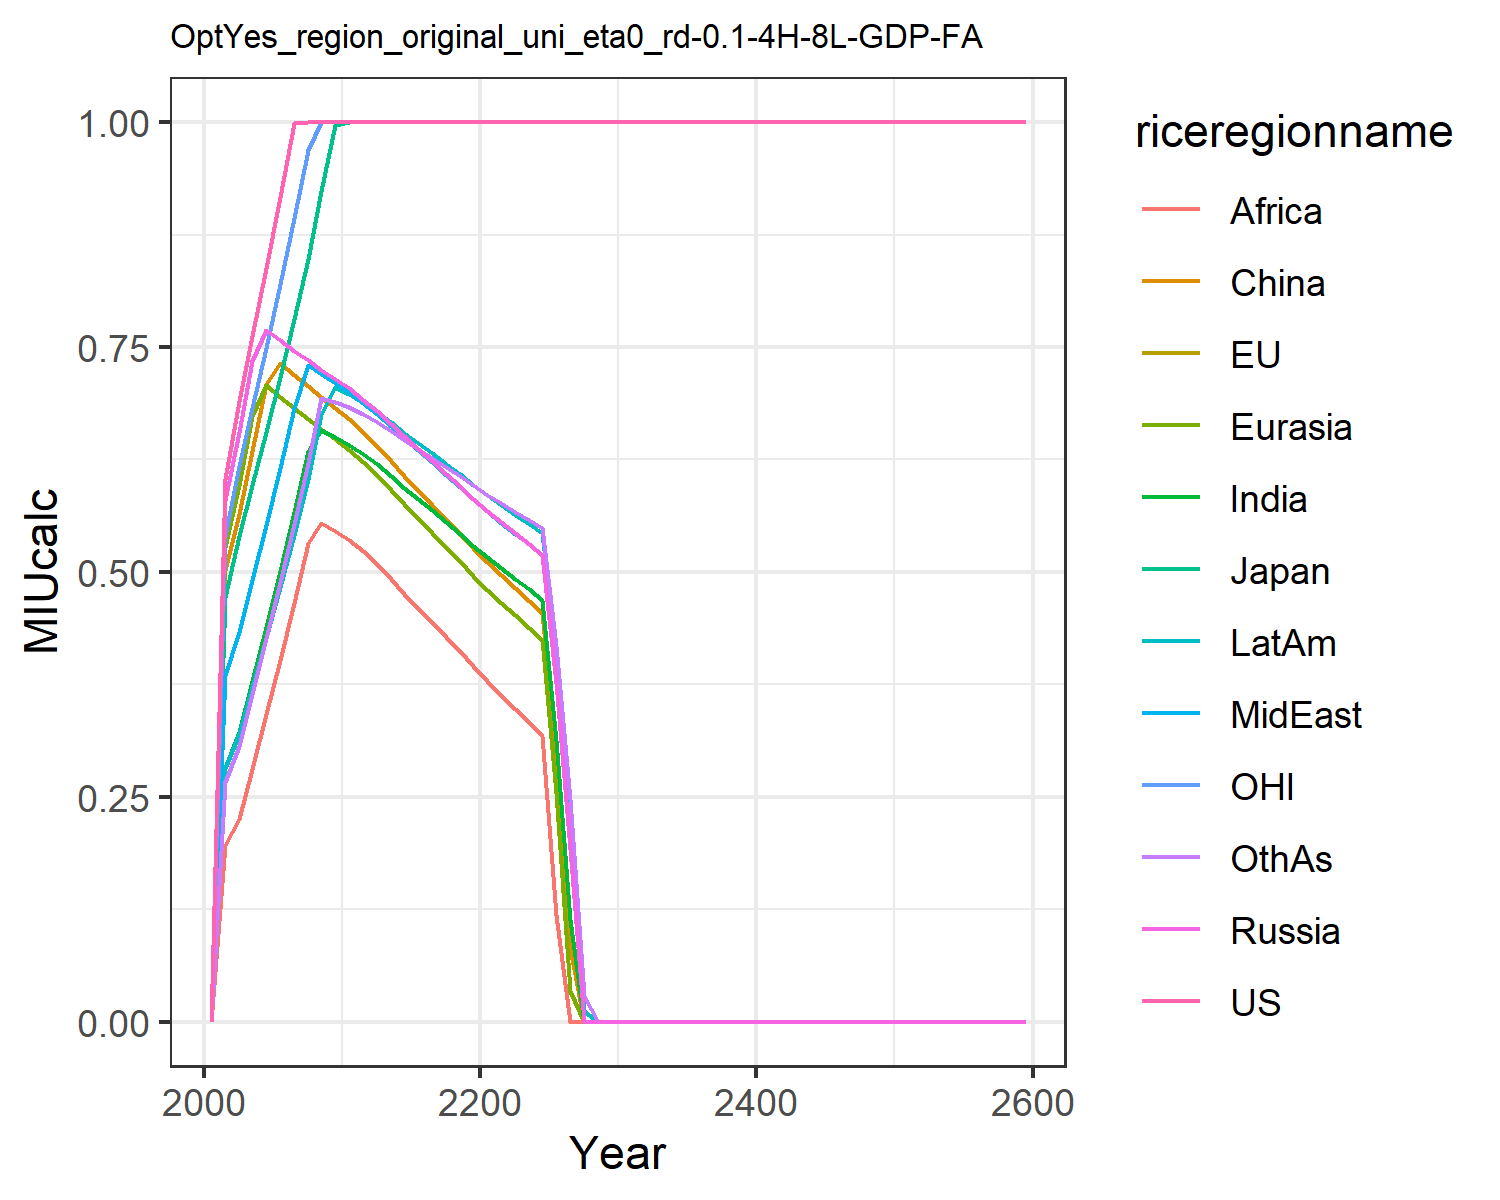 OptYes_region_original_uni_eta0_rd-0.1-4H-8L-GDP-FA
1.00
0.75
0.50
0.25
0.00
MIUcalc
2000
2200
2400
2600
Year
riceregionname
Africa
China
EU
Eurasia
India
Japan
LatAm
MidEast
OHI
OthAs
Russia
US